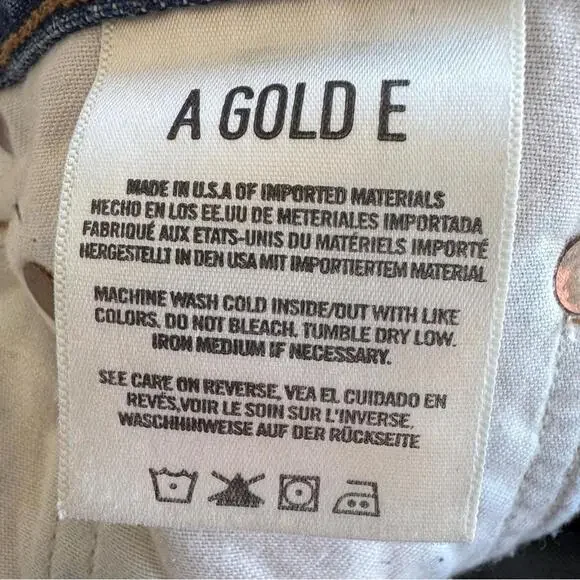 A GOLD E
MADE IN U.S.A OF IMPORTED MATERIALS
HECHO EN LOS EE.UU DE METERIALES IMPORTADA
FABRIQUÉ AUX ETATS-UNIS DU MATÉRIELS IMPORTÉ
HERGESTELLT IN DEN USA MIT IMPORTIERTEM MATERIAL
MACHINE WASH COLD INSIDE/OUT WITH LIKE
COLORS. DO NOT BLEACH. TUMBLE DRY LOW.
IRON MEDIUM IF NECESSARY.
SEE CARE ON REVERSE, VEA EL CUIDADO EN
REVÉS,VOIR LE SOIN SUR L'INVERSE,
WASCHHINWEISE AUF DER RÜCKSEITE